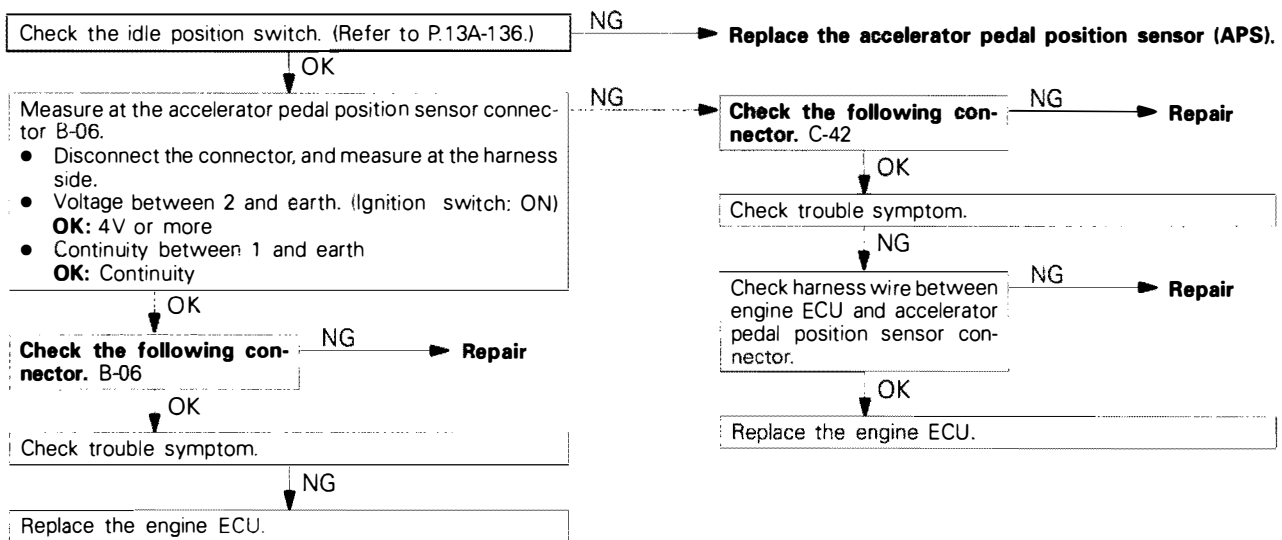 Check the idle position switch. (Refer to P.13A-136.)
NG
Replace the accelerator pedal position sensor (APS).
OK
Measure at the accelerator pedal position sensor connec-
tor B-06.
● Disconnect the connector, and measure at the harness
side.
● Voltage between 2 and earth. (Ignition switch: ON)
OK: 4V or more
● Continuity between 1 and earth
OK: Continuity
NG
Check the following con-
nector. C-42
NG
Repair
OK
Check trouble symptom.
NG
Check harness wire between
engine ECU and accelerator
pedal position sensor con-
nector.
NG
Repair
OK
Replace the engine ECU.
OK
Check the following con-
nector. B-06
NG
Repair
OK
Check trouble symptom.
NG
Replace the engine ECU.